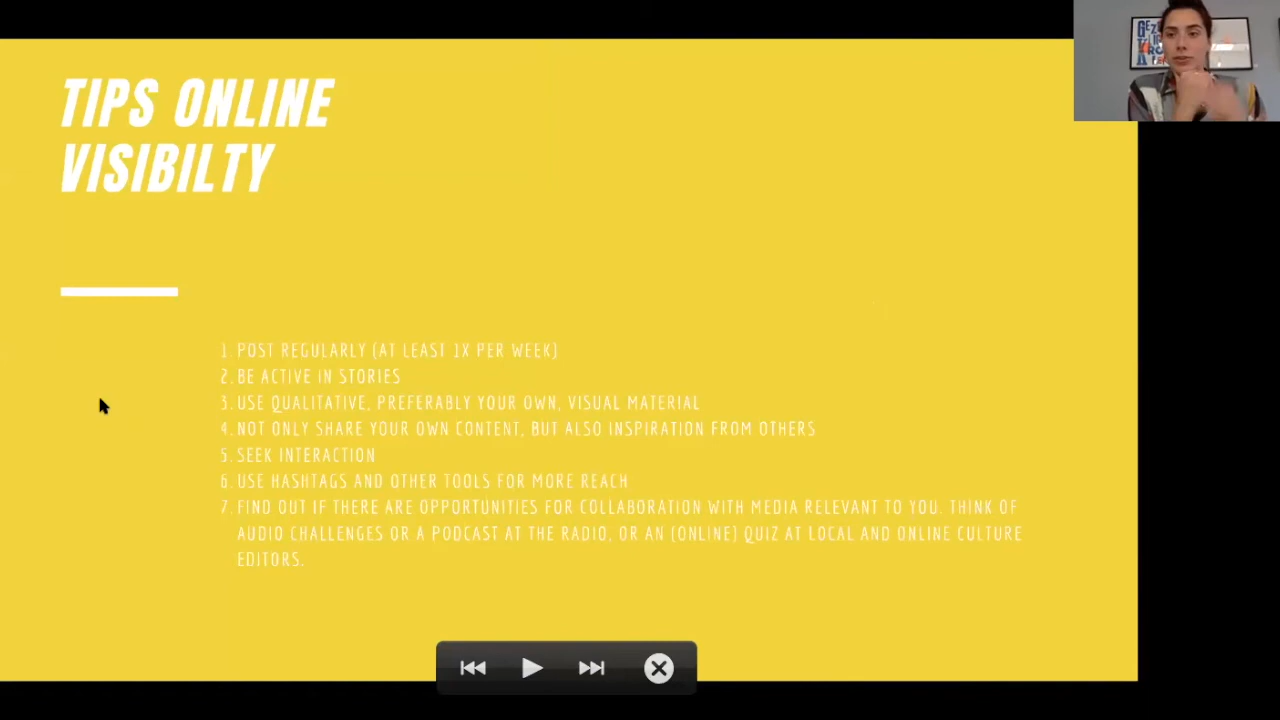 TIPS ONLINE
VISIBILTY
1. POST REGULARLY (AT LEAST 1X PER WEEK)
2. BE ACTIVE IN STORIES
3. USE QUALITATIVE, PREFERABLY YOUR OWN, VISUAL MATERIAL
4. NOT ONLY SHARE YOUR OWN CONTENT, BUT ALSO INSPIRATION FROM OTHERS
5. SEEK INTERACTION
6. USE HASHTAGS AND OTHER TOOLS FOR MORE REACH
7. FIND OUT IF THERE ARE OPPORTUNITIES FOR COLLABORATION WITH MEDIA RELEVANT TO YOU. THINK OF
AUDIO CHALLENGES OR A PODCAST AT THE RADIO, OR AN (ONLINE) QUIZ AT LOCAL AND ONLINE CULTURE
EDITORS.